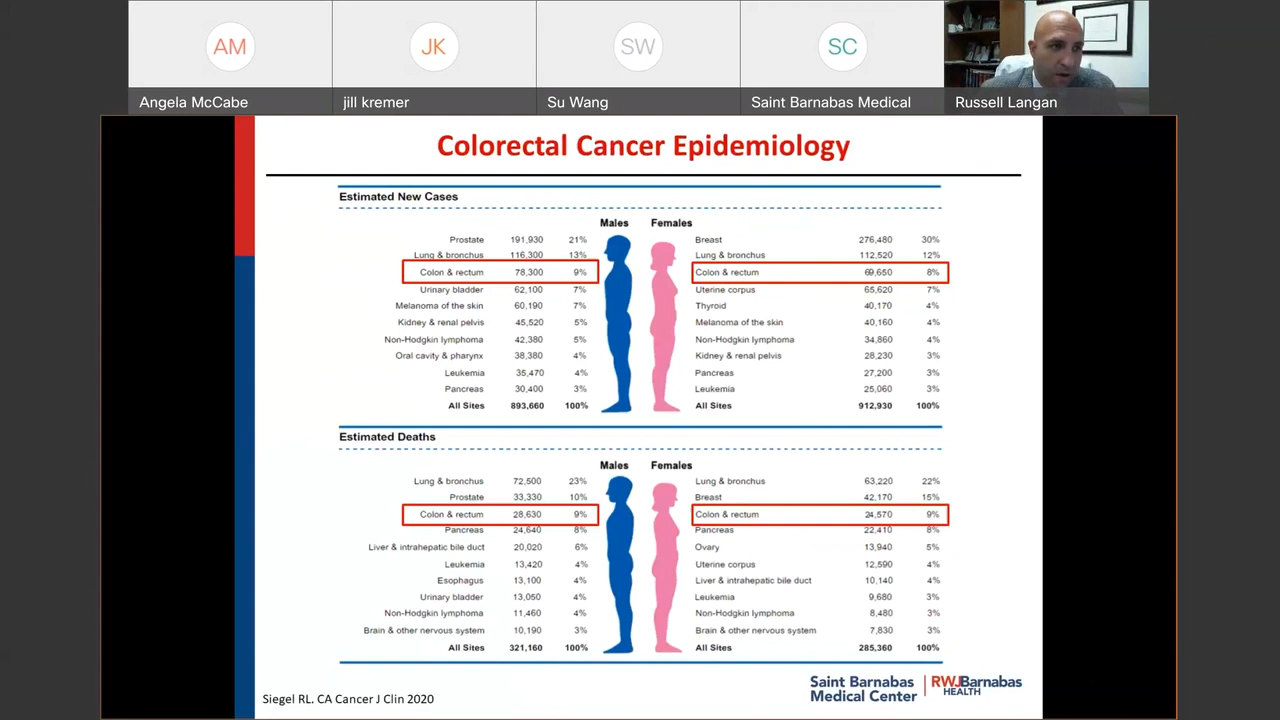 AM
JK
SW
SC
Angela McCabe
jill kremer
Su Wang
Saint Barnabas Medical
Russell Langan
Colorectal Cancer Epidemiology
Estimated New Cases
Males Females
Prostate 191,930 21% Breast 276,480 30%
Lung & bronchus 116,300 13% Lung & bronchus 112,520 12%
Colon & rectum 78,300 9% Colon & rectum 69,650 8%
Urinary bladder 62,100 7% Uterine corpus 65,620 7%
Melanoma of the skin 60,190 7% Thyroid 40,170 4%
Kidney & renal pelvis 45,520 5% Melanoma of the skin 40,160 4%
Non-Hodgkin lymphoma 42,380 5% Non-Hodgkin lymphoma 34,860 4%
Oral cavity & pharynx 38,380 4% Kidney & renal pelvis 28,230 3%
Leukemia 35,470 4% Pancreas 27,200 3%
Pancreas 30,400 3% Leukemia 25,060 3%
All Sites 893,660 100% All Sites 912,930 100%
Estimated Deaths
Males Females
Lung & bronchus 72,500 23% Lung & bronchus 63,220 22%
Prostate 33,330 10% Breast 42,170 15%
Colon & rectum 28,630 9% Colon & rectum 24,570 9%
Pancreas 24,640 8% Pancreas 22,410 8%
Liver & intrahepatic bile duct 20,020 6% Ovary 13,940 5%
Leukemia 13,420 4% Uterine corpus 12,590 4%
Esophagus 13,100 4% Liver & intrahepatic bile duct 10,140 4%
Urinary bladder 13,050 4% Leukemia 9,680 3%
Non-Hodgkin lymphoma 11,460 4% Non-Hodgkin lymphoma 8,480 3%
Brain & other nervous system 10,190 3% Brain & other nervous system 7,830 3%
All Sites 321,160 100% All Sites 285,360 100%
Siegel RL. CA Cancer J Clin 2020
Saint Barnabas
Medical Center
RWJBarnabas
HEALTH